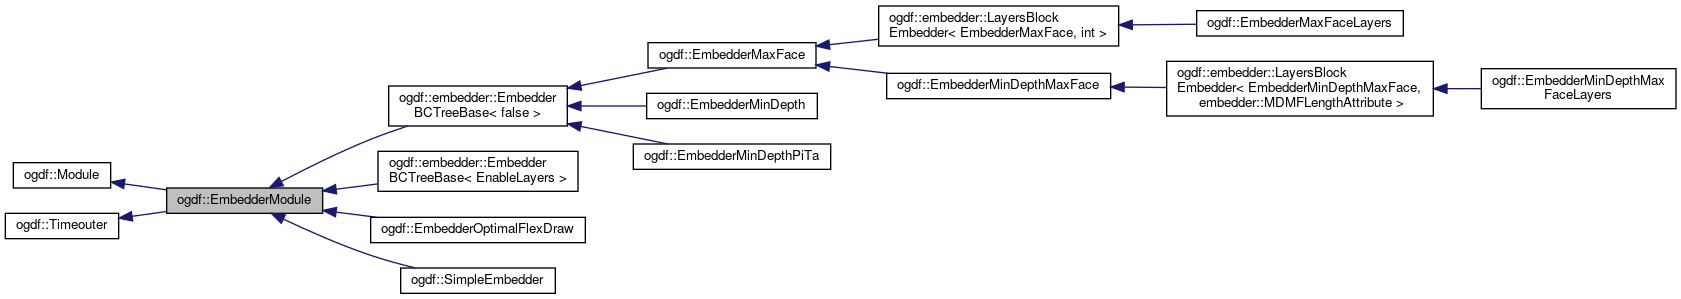 ogdf::Module
ogdf::Timeouter
ogdf::EmbedderModule
ogdf::embedder::Embedder
BCTreeBase< false >
ogdf::embedder::Embedder
BCTreeBase< EnableLayers >
ogdf::EmbedderOptimalFlexDraw
ogdf::SimpleEmbedder
ogdf::EmbedderMaxFace
ogdf::EmbedderMinDepth
ogdf::EmbedderMinDepthPiTa
ogdf::embedder::LayersBlock
Embedder< EmbedderMaxFace, int >
ogdf::EmbedderMinDepthMaxFace
ogdf::EmbedderMaxFaceLayers
ogdf::embedder::LayersBlock
Embedder< EmbedderMinDepthMaxFace,
embedder::MDMFLengthAttribute >
ogdf::EmbedderMinDepthMax
FaceLayers